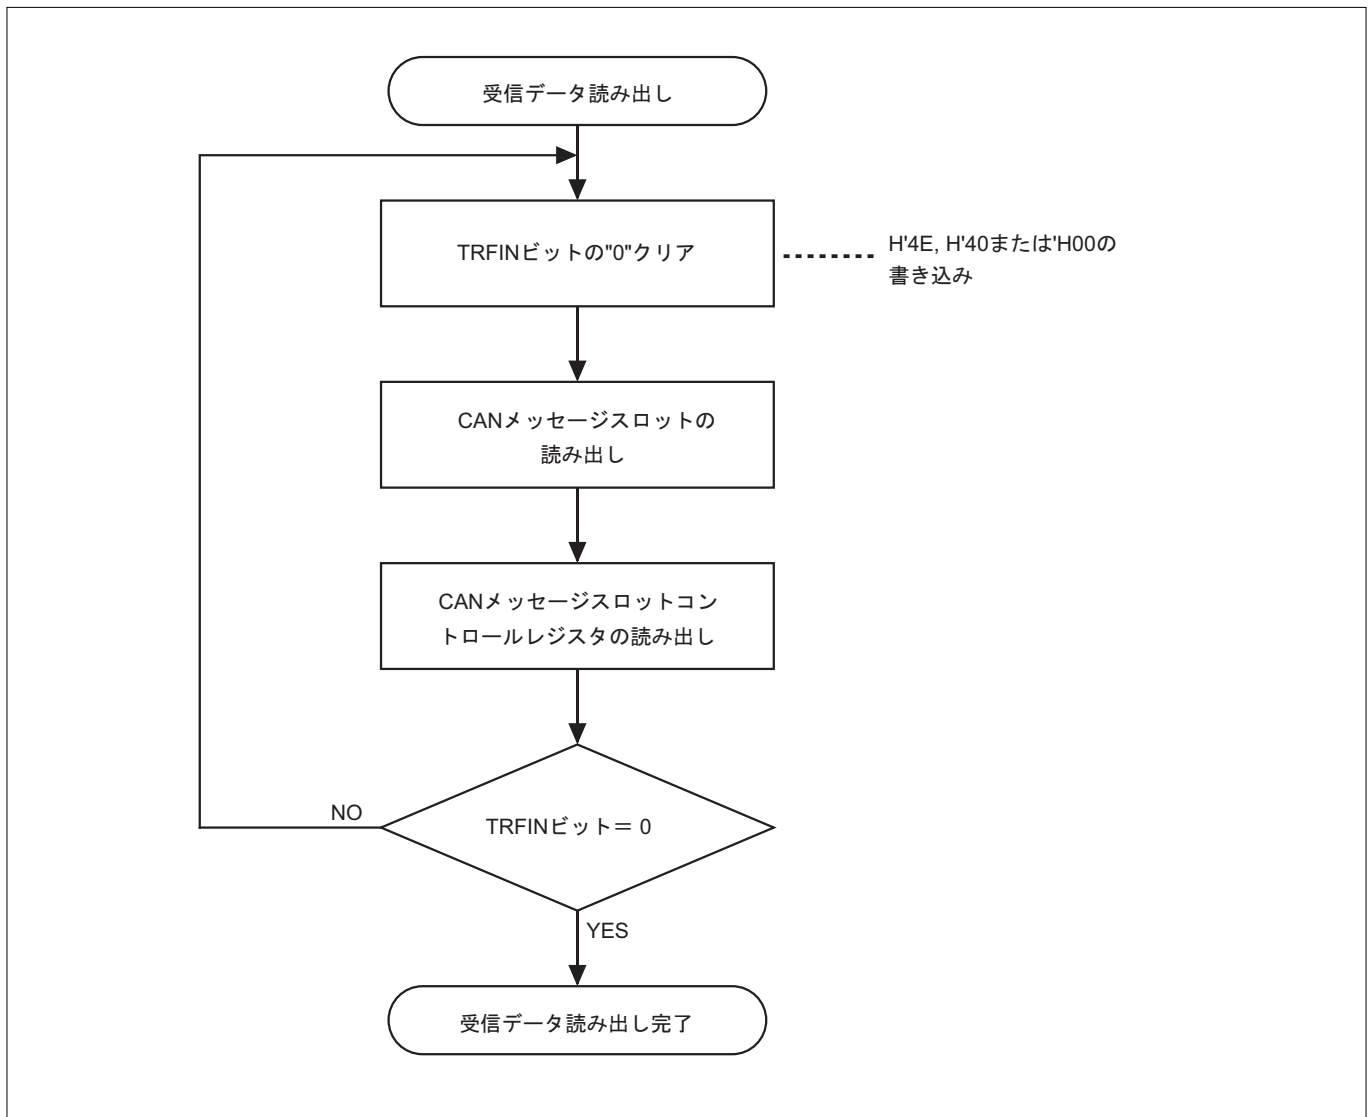 受信データ読み出し
TRFINビットの"0"クリア
H'4E, H'40または'H00の
書き込み
CANメッセージスロットの
読み出し
CANメッセージスロットコン
トロールレジスタの読み出し
NO
TRFINビット＝ 0
YES
受信データ読み出し完了